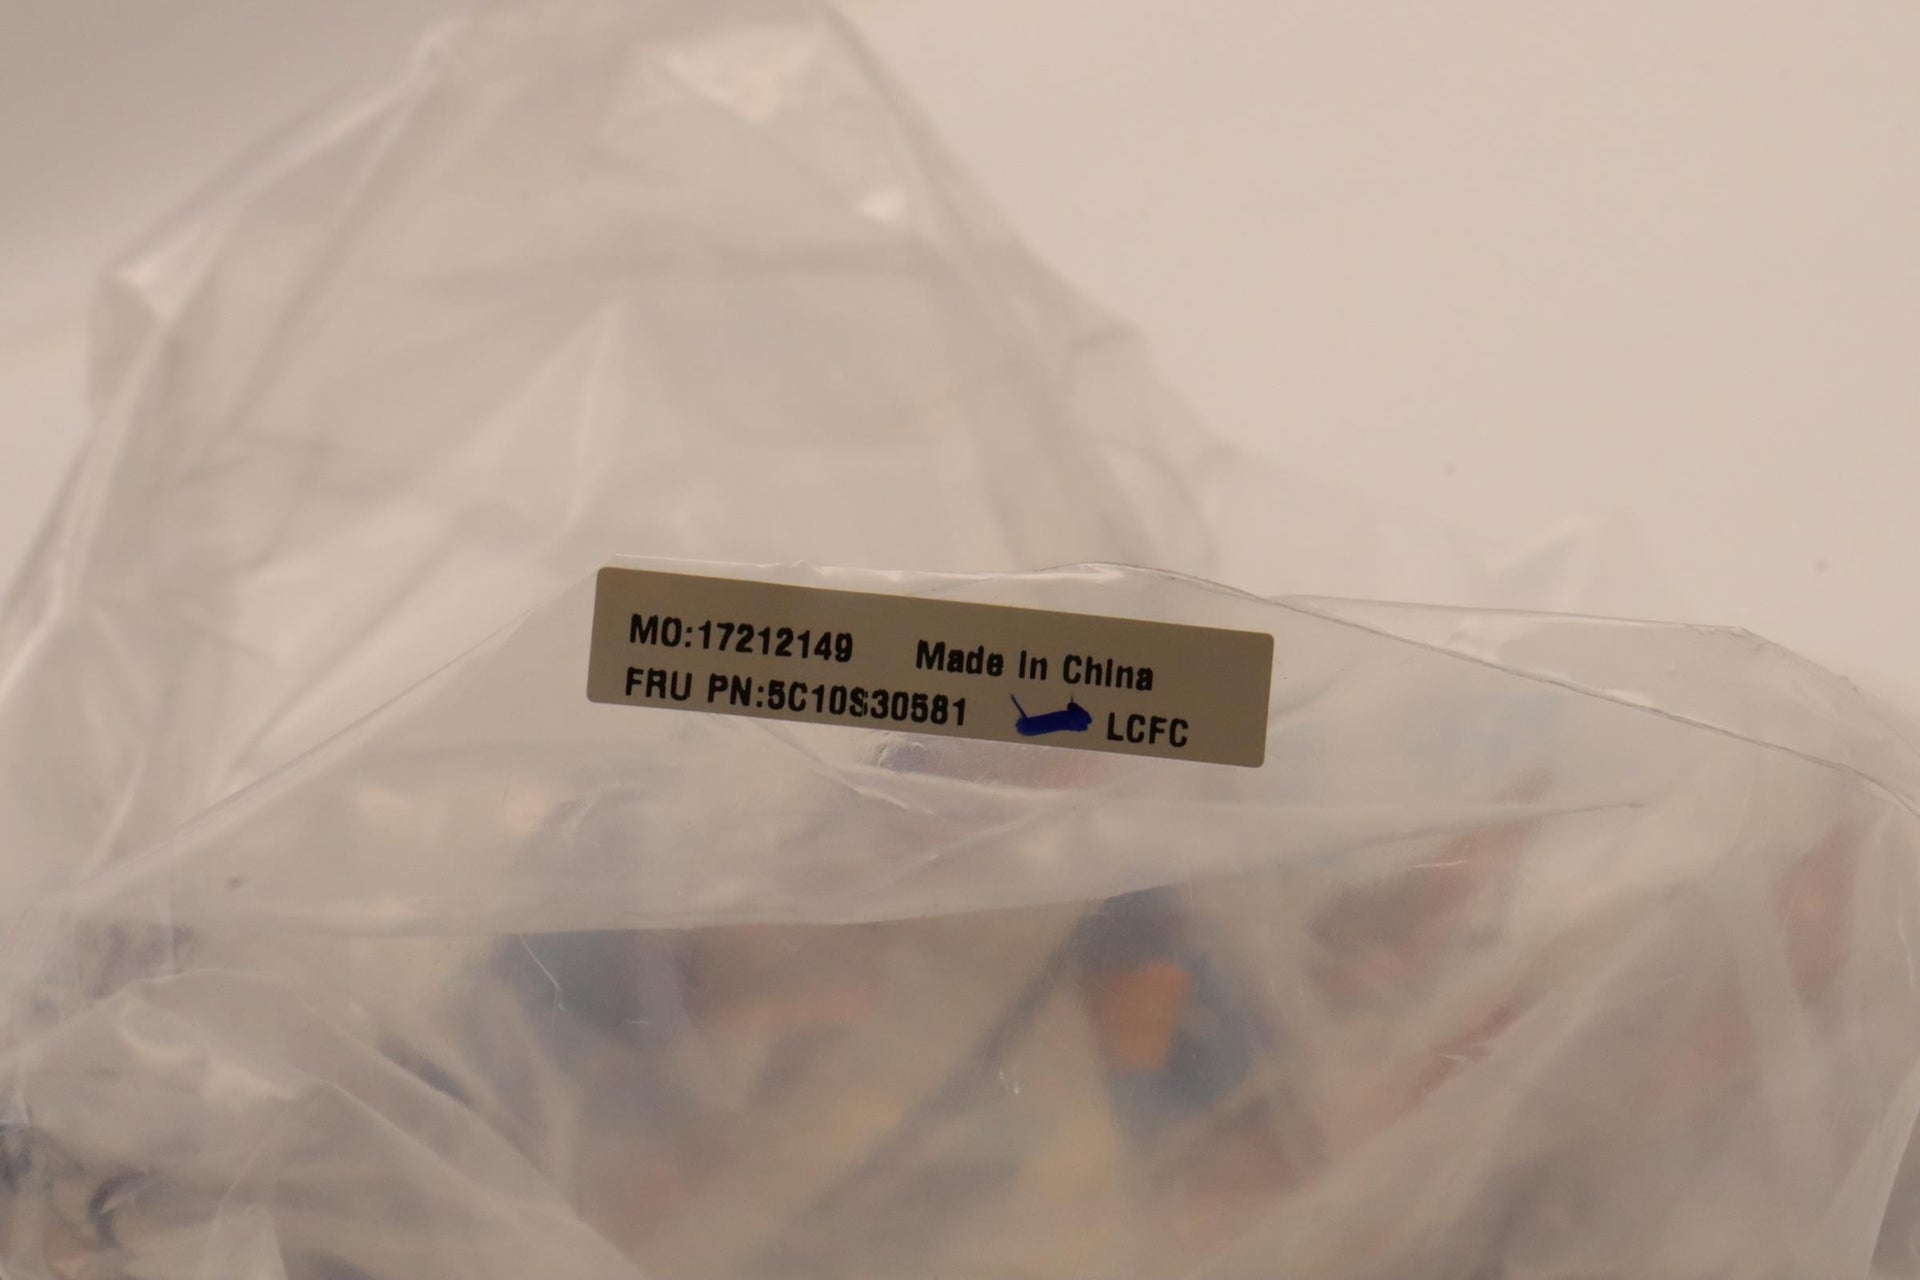 MO:17212149 Made in China
FRU PN:5C10S30581 LCFC